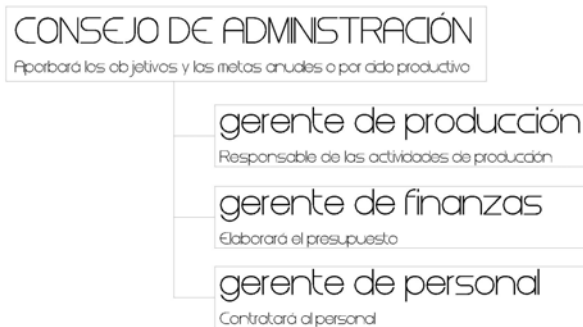 CONSEJO DE ADMINISTRACIÓN
Aporbará los objetivos y las metas anuales o por ciclo productivo
gerente de producción
Responsable de las actividades de producción
gerente de finanzas
Elaborará el presupuesto
gerente de personal
Contratará al personal